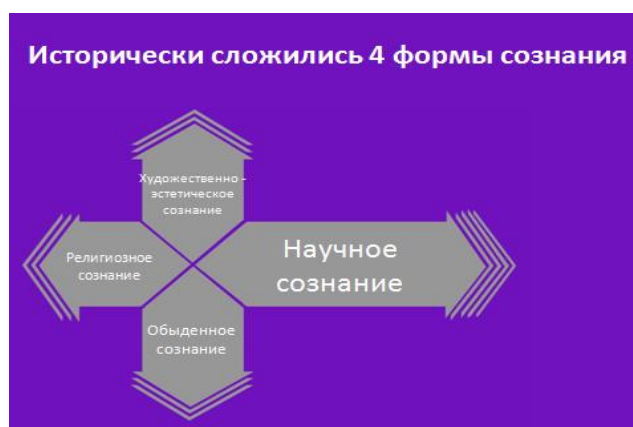 Исторически сложились 4 формы сознания
Художественно -
эстетическое
сознание
Религиозное
сознание
Научное
сознание
Обыденное
сознание